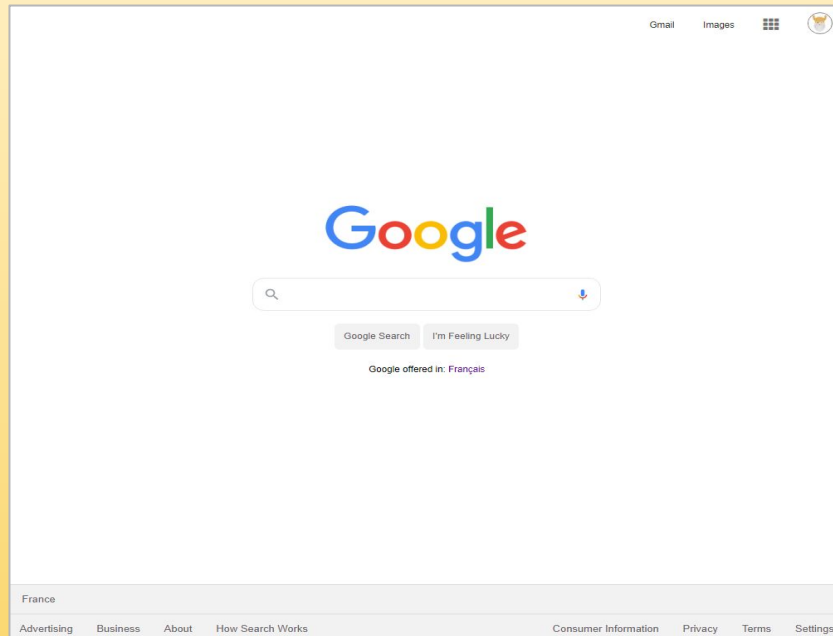 Gmail Images
Google
Google Search I'm Feeling Lucky
Google offered in: Français
France
Advertising Business About How Search Works Consumer Information Privacy Terms Settings